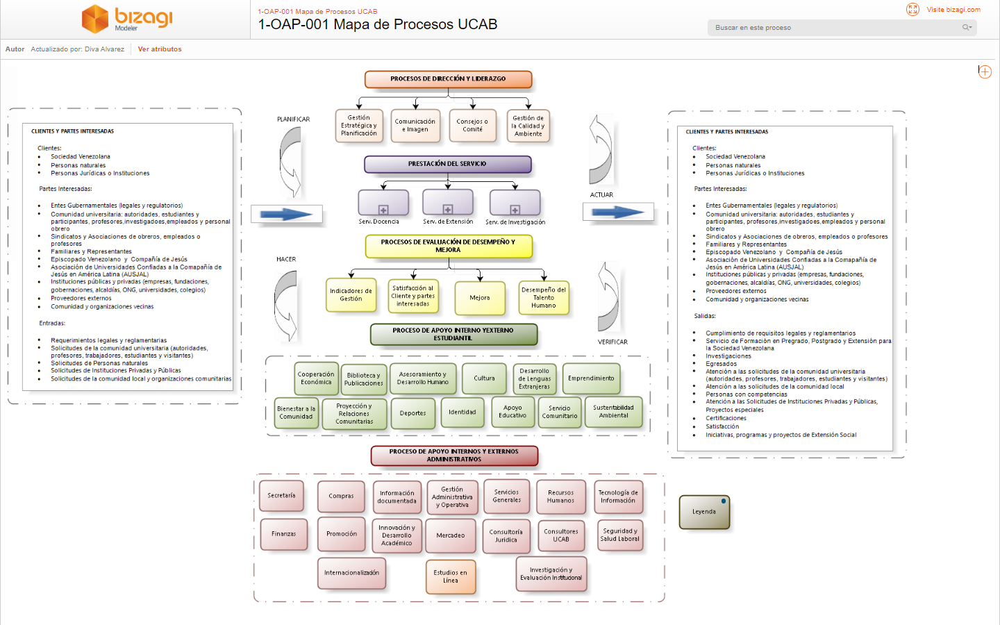 bizagi
Modeler
1-OAP-001 Mapa de Procesos UCAB
1-OAP-001 Mapa de Procesos UCAB
Visite bizagi.com
Buscar en este proceso
Autor Actualizado por: Diva Alvarez Ver atributos
CLIENTES Y PARTES INTERESADAS
Clientes:
• Sociedad Venezolana
• Personas naturales
• Personas Jurídicas o Instituciones
Partes Interesadas:
• Entes Gubernamentales (legales y regulatorios)
• Comunidad universitaria: autoridades, estudiantes y
participantes, profesores,investigadoes,empleados y personal
obrero
• Sindicatos y Asociaciones de obreros, empleados o
profesores
• Familiares y Representantes
• Episcopado Venezolano y Compañía de Jesús
• Asociación de Universidades Confiadas a la Comapañía de
Jesús en América Latina (AUSJAL)
• Instituciones públicas y privadas (empresas, fundaciones,
gobernaciones, alcaldías, ONG, universidades, colegios)
• Proveedores externos
• Comunidad y organizaciones vecinas
Entradas:
• Requerimientos legales y reglamentarias
• Solicitudes de la comunidad universitaria (autoridades,
profesores, trabajadores, estudiantes y visitantes)
• Solicitudes de Personas naturales
• Solicitudes de Instituciones Privadas y Públicas
• Solicitudes de la comunidad local y organizaciones comunitarias
PLANIFICAR
HACER
PROCESOS DE DIRECCIÓN Y LIDERAZGO
Gestión
Estratégica y
Planificación
Comunicación
e Imagen
Consejos o
Comité
Gestión de
la Calidad y
Ambiente
PRESTACIÓN DEL SERVICIO
Serv. Docencia
Serv. de Extensión
Serv. de Investigación
PROCESOS DE EVALUACIÓN DE DESEMPEÑO Y
MEJORA
Indicadores de
Gestión
Satisfacción al
Cliente y partes
interesadas
Mejora
Desempeño del
Talento
Humano
PROCESO DE APOYO INTERNO YEXTERNO
ESTUDIANTIL
Cooperación
Económica
Biblioteca y
Publicaciones
Asesoramiento y
Desarrollo Humano
Cultura
Desarrollo
de Lenguas
Extranjeras
Emprendimiento
Bienestar a la
Comunidad
Proyección y
Relaciones
Comunitarias
Deportes
Identidad
Apoyo
Educativo
Servicio
Comunitario
Sustentabilidad
Ambiental
PROCESO DE APOYO INTERNOS Y EXTERNOS
ADMINISTRATIVOS
Secretaría
Compras
Información
documentada
Gestión
Administrativa
y Operativa
Servicios
Generales
Recursos
Humanos
Tecnología de
Información
Finanzas
Promoción
Innovación y
Desarrollo
Académico
Mercadeo
Consultoría
Juridica
Consultores
UCAB
Seguridad y
Salud Laboral
Internacionalización
Estudios en
Línea
Investigación y
Evaluación Institucional
ACTUAR
VERIFICAR
CLIENTES Y PARTES INTERESADAS
Clientes:
• Sociedad Venezolana
• Personas naturales
• Personas Jurídicas o Instituciones
Partes Interesadas:
• Entes Gubernamentales (legales y regulatorios)
• Comunidad universitaria: autoridades, estudiantes y
participantes, profesores,investigadoes,empleados y personal
obrero
• Sindicatos y Asociaciones de obreros, empleados o profesores
• Familiares y Representantes
• Episcopado Venezolano y Compañía de Jesús
• Asociación de Universidades Confiadas a la Comapañía de
Jesús en América Latina (AUSJAL)
• Instituciones públicas y privadas (empresas, fundaciones,
gobernaciones, alcaldías, ONG, universidades, colegios)
• Proveedores externos
• Comunidad y organizaciones vecinas
Salidas:
• Cumplimiento de requisitos legales y reglamentarios
• Servicio de Formación en Pregrado, Postgrado y Extensión para
la Sociedad Venezolana
• Investigaciones
• Egresados
• Atención a las solicitudes de la comunidad universitaria
(autoridades, profesores, trabajadores, estudiantes y visitantes)
• Atención a las solicitudes de la comunidad local
• Personas con competencias
• Atención a las Solicitudes de Instituciones Privadas y Públicas,
Proyectos especiales
• Certificaciones
• Satisfacción
• Iniciativas, programas y proyectos de Extensión Social
Leyenda